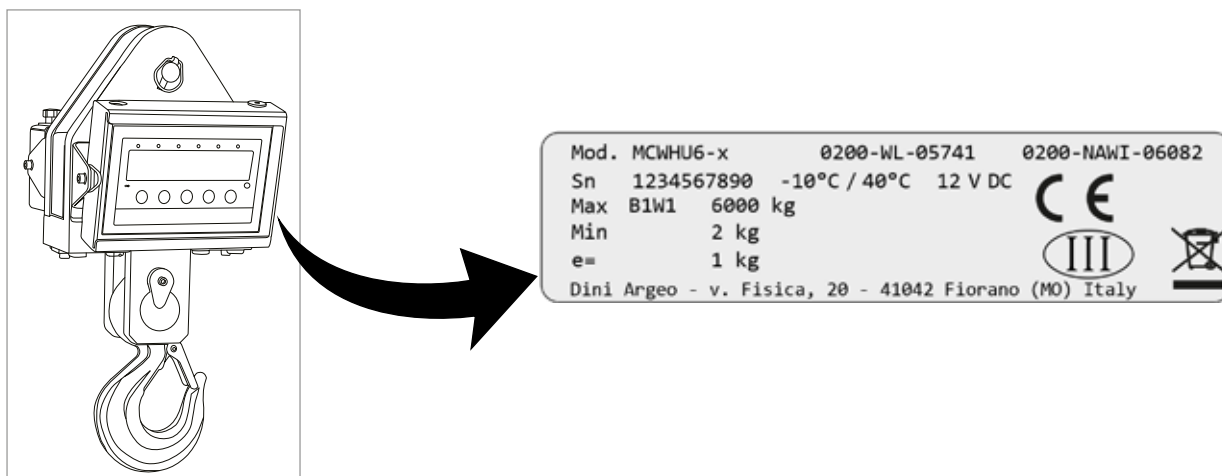 Mod. MCWHU6-x 0200-WL-05741 0200-NAWI-06082
Sn 1234567890 -10°C / 40°C 12 V DC
Max B1W1 6000 kg
Min 2 kg
e= 1 kg
CE
III
Dini Argeo - v. Fisica, 20 - 41042 Fiorano (MO) Italy